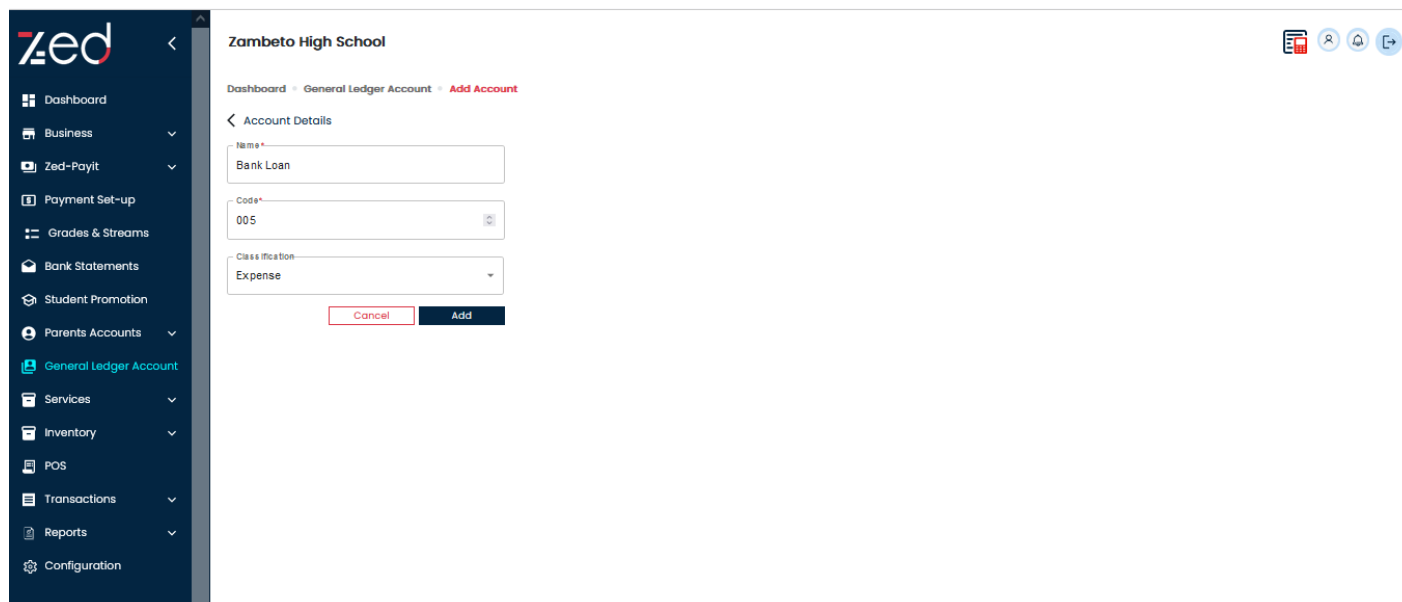 Zed
Zambeto High School
Dashboard General Ledger Account Add Account
Account Details
Name*
Bank Loan
Code*
005
Classification
Expense
Cancel Add
Dashboard
Business
Zed-Payit
Payment Set-up
Grades & Streams
Bank Statements
Student Promotion
Parents Accounts
General Ledger Account
Services
Inventory
POS
Transactions
Reports
Configuration